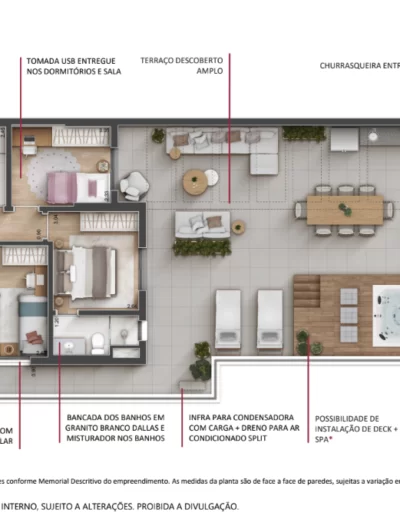 TOMADA USB ENTREGUE
NOS DORMITÓRIOS E SALA
TERRAÇO DESCOBERTO
AMPLO
CHURRASQUEIRA ENTR
OM
LAR
BANCADA DOS BANHOS EM
GRANITO BRANCO DALLAS E
MISTURADOR NOS BANHOS
INFRA PARA CONDENSADORA
COM CARGA + DRENO PARA AR
CONDICIONADO SPLIT
POSSIBILIDADE DE
INSTALAÇÃO DE DECK +
SPA*
es conforme Memorial Descritivo do empreendimento. As medidas da planta são de face a face de paredes, sujeitas a variação e
INTERNO, SUJEITO A ALTERAÇÕES. PROIBIDA A DIVULGAÇÃO.